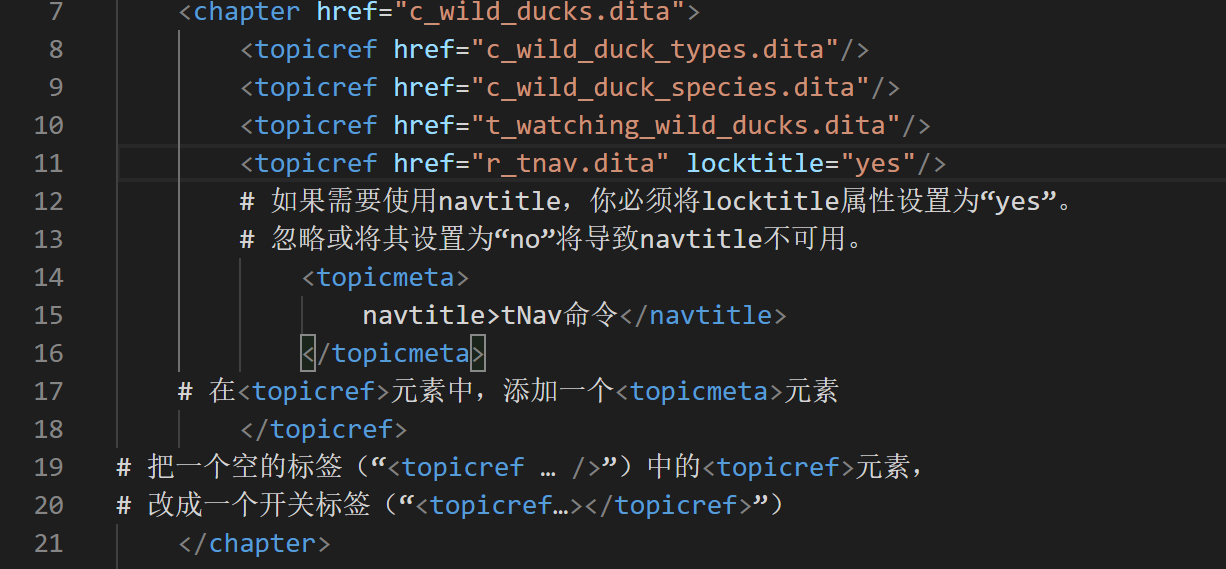 7 <chapter href="c_wild_ducks.dita">
8 <topicref href="c_wild_duck_types.dita"/>
9 <topicref href="c_wild_duck_species.dita"/>
10 <topicref href="t_watching_wild_ducks.dita"/>
11 <topicref href="r_tnav.dita" locktitle="yes"/>
12 # 如果需要使用navtitle，你必须将locktitle属性设置为“yes”。
13 # 忽略或将其设置为“no”将导致navtitle不可用。
14 <topicmeta>
15 navtitle>tNav命令</navtitle>
16 </topicmeta>
17 # 在<topicref>元素中，添加一个<topicmeta>元素
18 </topicref>
19 # 把一个空的标签（“<topicref … />”）中的<topicref>元素，
20 # 改成一个开关标签（“<topicref…></topicref>”）
21 </chapter>